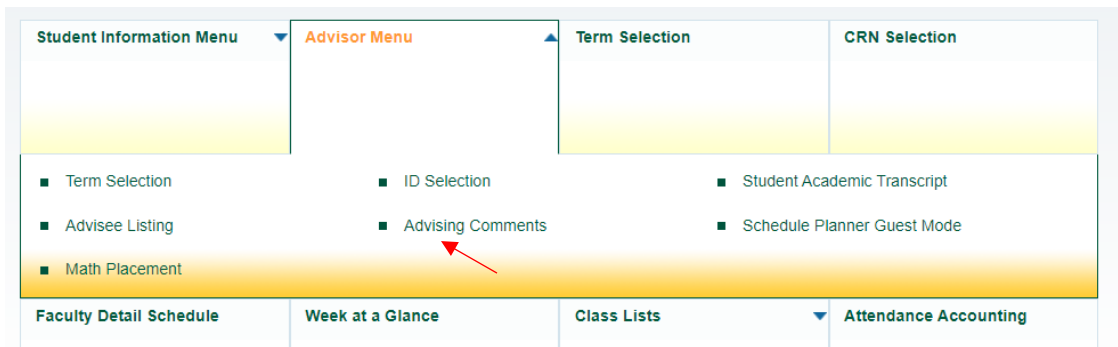 Student Information Menu
Advisor Menu
Term Selection
CRN Selection
Term Selection
ID Selection
Student Academic Transcript
Advisee Listing
Advising Comments
Schedule Planner Guest Mode
Math Placement
Faculty Detail Schedule
Week at a Glance
Class Lists
Attendance Accounting